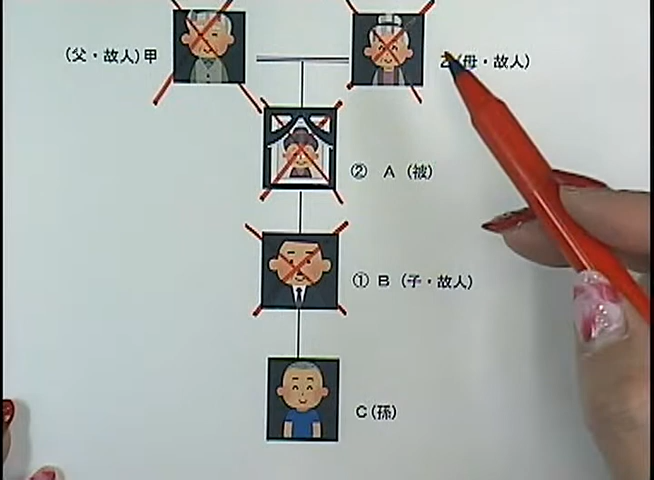 (父・故人)甲
(母・故人)
② A (被)
① B (子・故人)
C(孫)